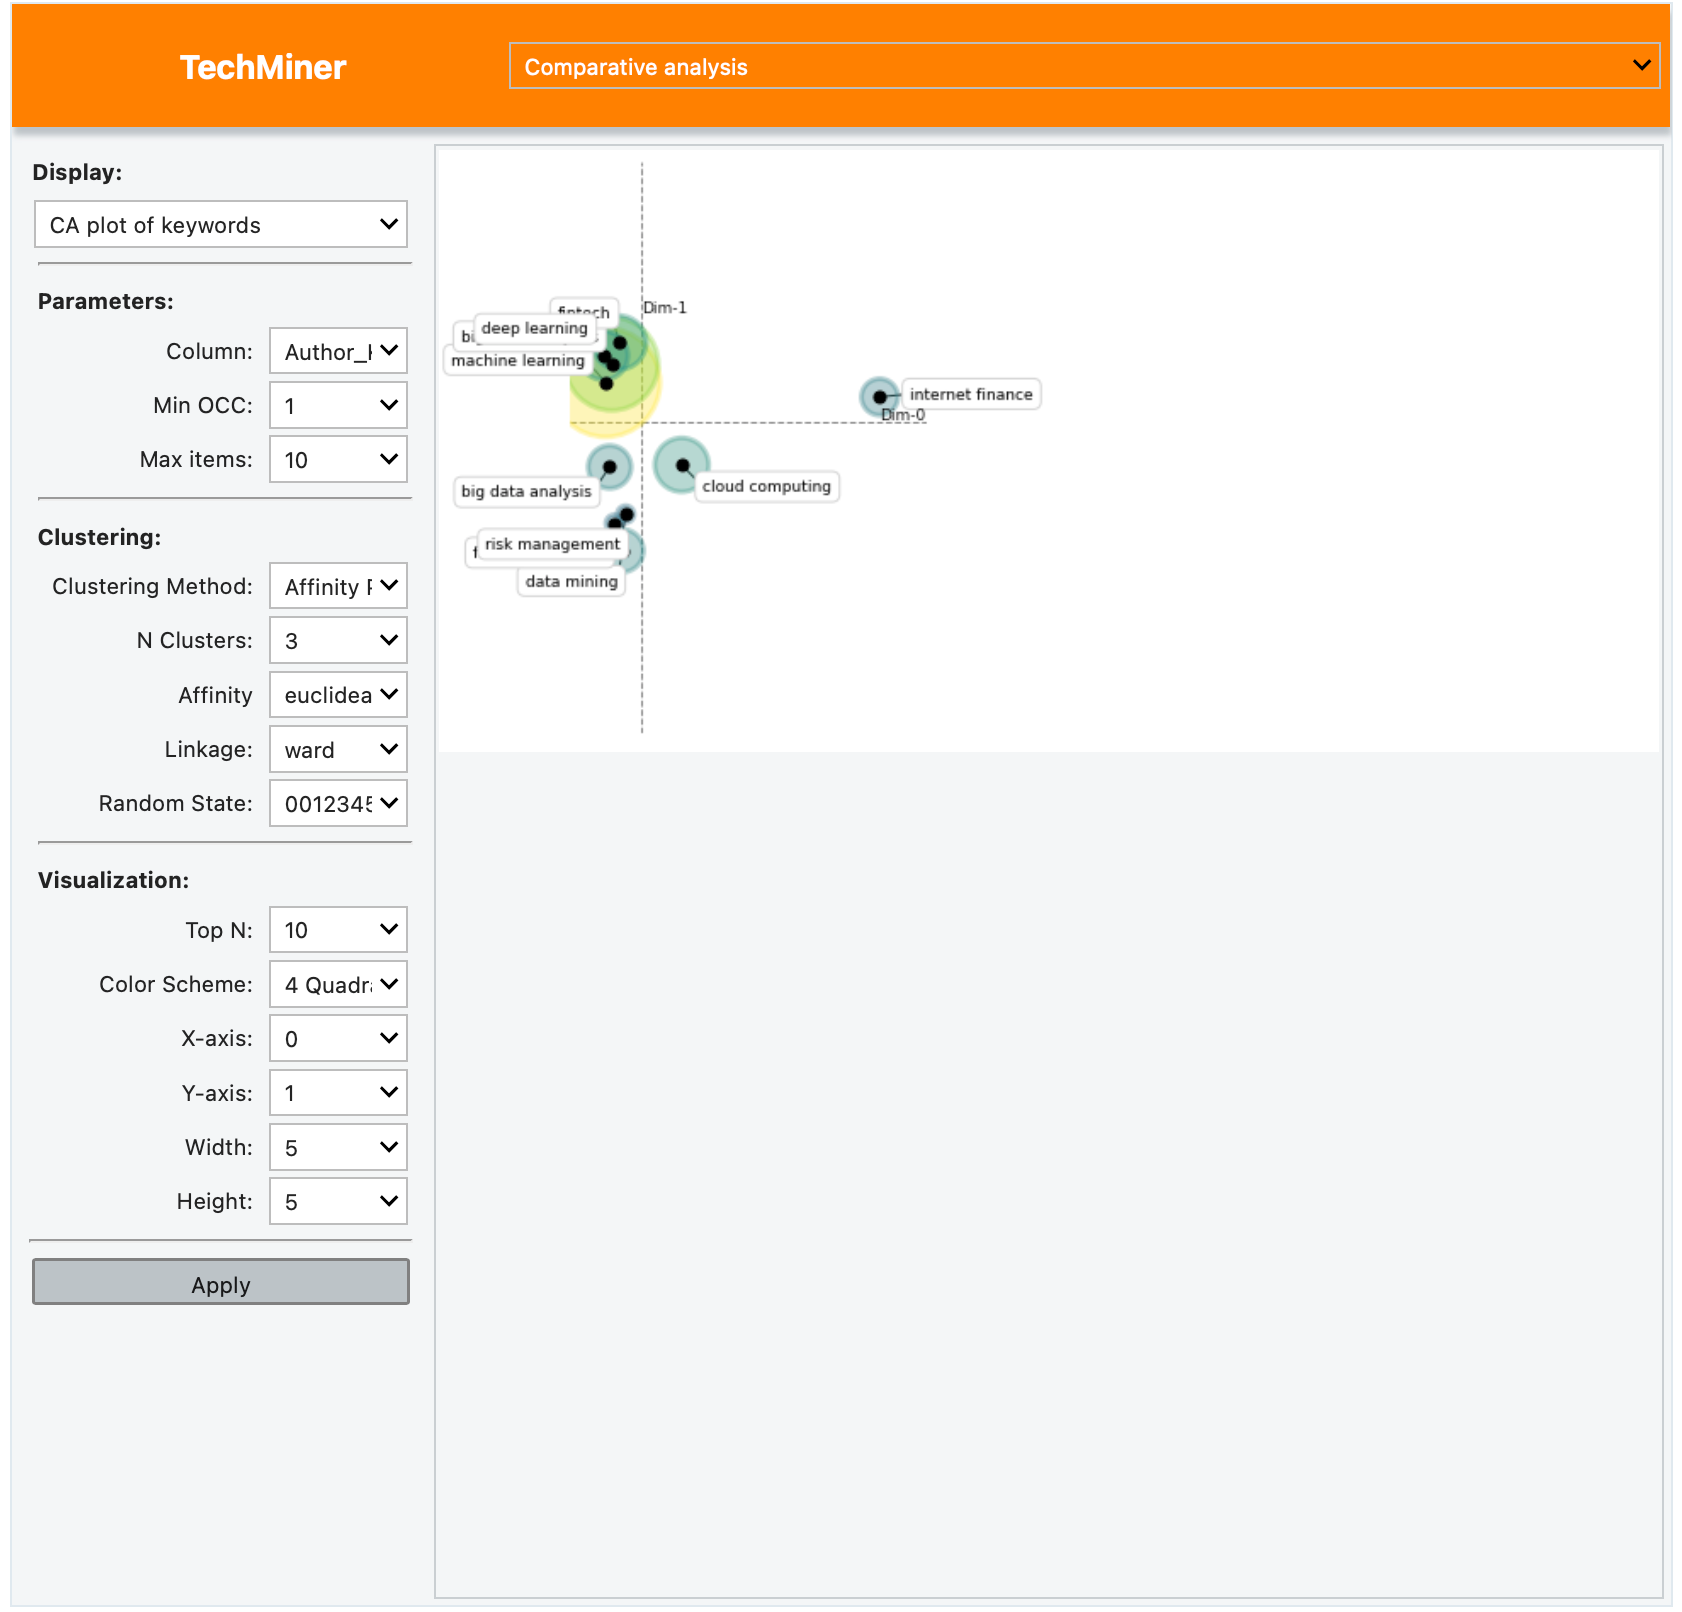 TechMiner
Comparative analysis
Display:
CA plot of keywords
Parameters:
Column:
Author_
Min OCC:
1
Max items:
10
Clustering:
Clustering Method:
Affinity
N Clusters:
3
Affinity
euclidea
Linkage:
ward
Random State:
0012345
Visualization:
Top N:
10
Color Scheme:
4 Quadr
X-axis:
0
Y-axis:
1
Width:
5
Height:
5
Apply
Dim-1
fintech
deep learning
machine learning
internet finance
Dim-0
big data analysis
cloud computing
risk management
data mining